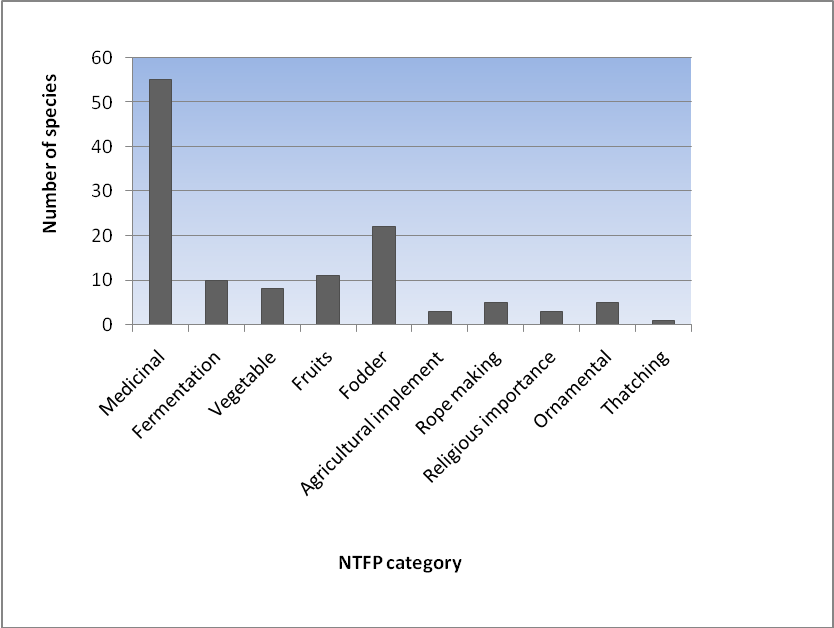 Number of species
60
50
40
30
20
10
0
Medicinal
Fermentation
Vegetable
Fruits
Fodder
Agricultural implement
Rope making
Religious importance
Ornamental
Thatching
NTFP category